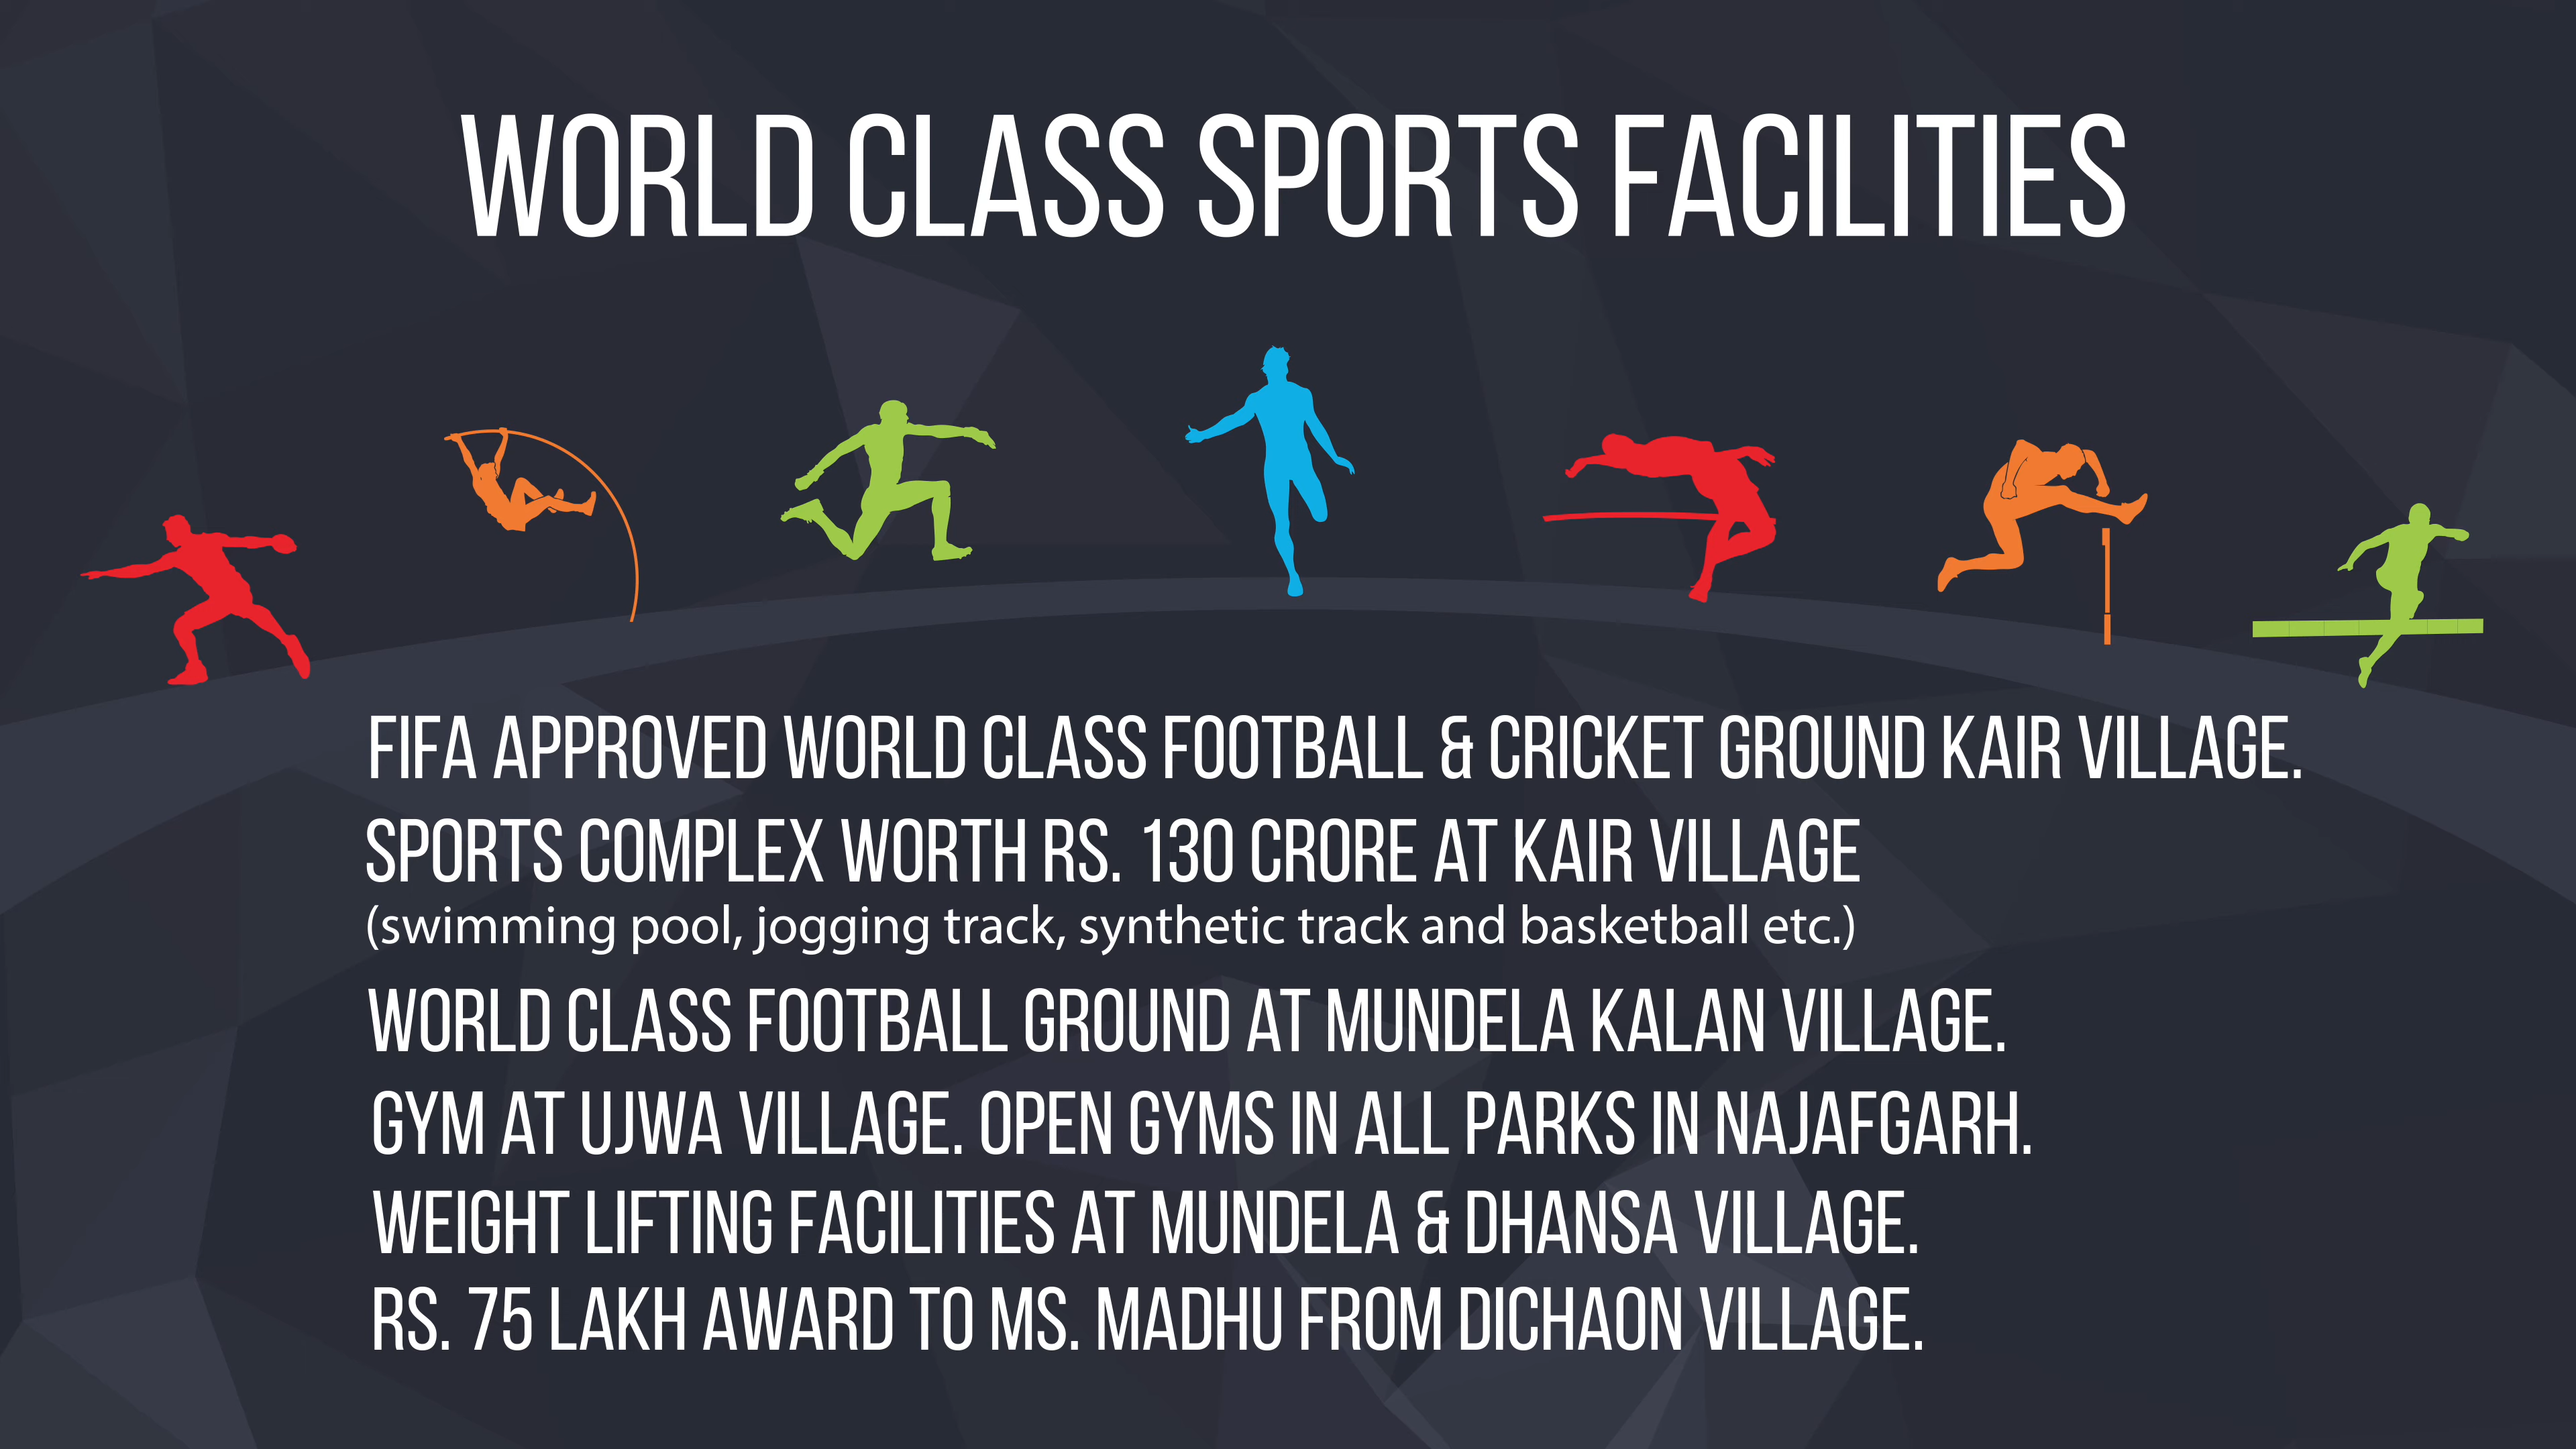 WORLD CLASS SPORTS FACILITIES
FIFA APPROVED WORLD CLASS FOOTBALL & CRICKET GROUND KAIR VILLAGE.
SPORTS COMPLEX WORTH RS. 130 CRORE AT KAIR VILLAGE
(swimming pool, jogging track, synthetic track and basketball etc.)
WORLD CLASS FOOTBALL GROUND AT MUNDELA KALAN VILLAGE.
GYM AT UJWA VILLAGE. OPEN GYMS IN ALL PARKS IN NAJAFGARH.
WEIGHT LIFTING FACILITIES AT MUNDELA & DHANSA VILLAGE.
RS. 75 LAKH AWARD TO MS. MADHU FROM DICHAON VILLAGE.